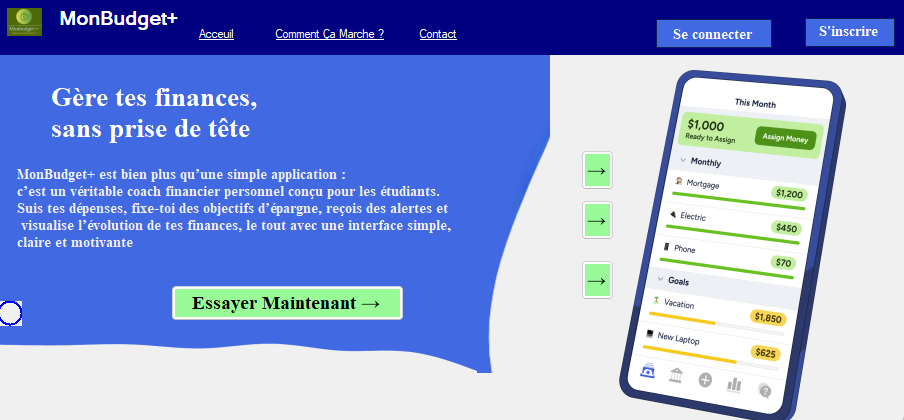 Monbudget++
MonBudget+
Acceuil
Comment Ça Marche ?
Contact
Se connecter
S'inscrire
Gère tes finances,
sans prise de tête
MonBudget+ est bien plus qu’une simple application :
c’est un véritable coach financier personnel conçu pour les étudiants.
Suis tes dépenses, fixe-toi des objectifs d’épargne, reçois des alertes et
visualise l’évolution de tes finances, le tout avec une interface simple,
claire et motivante
Essayer Maintenant →
→
→
→
This Month
$1,000
Ready to Assign
Assign Money
Monthly
Mortgage
$1,200
Electric
$450
Phone
$70
Goals
Vacation
$1,850
New Laptop
$625